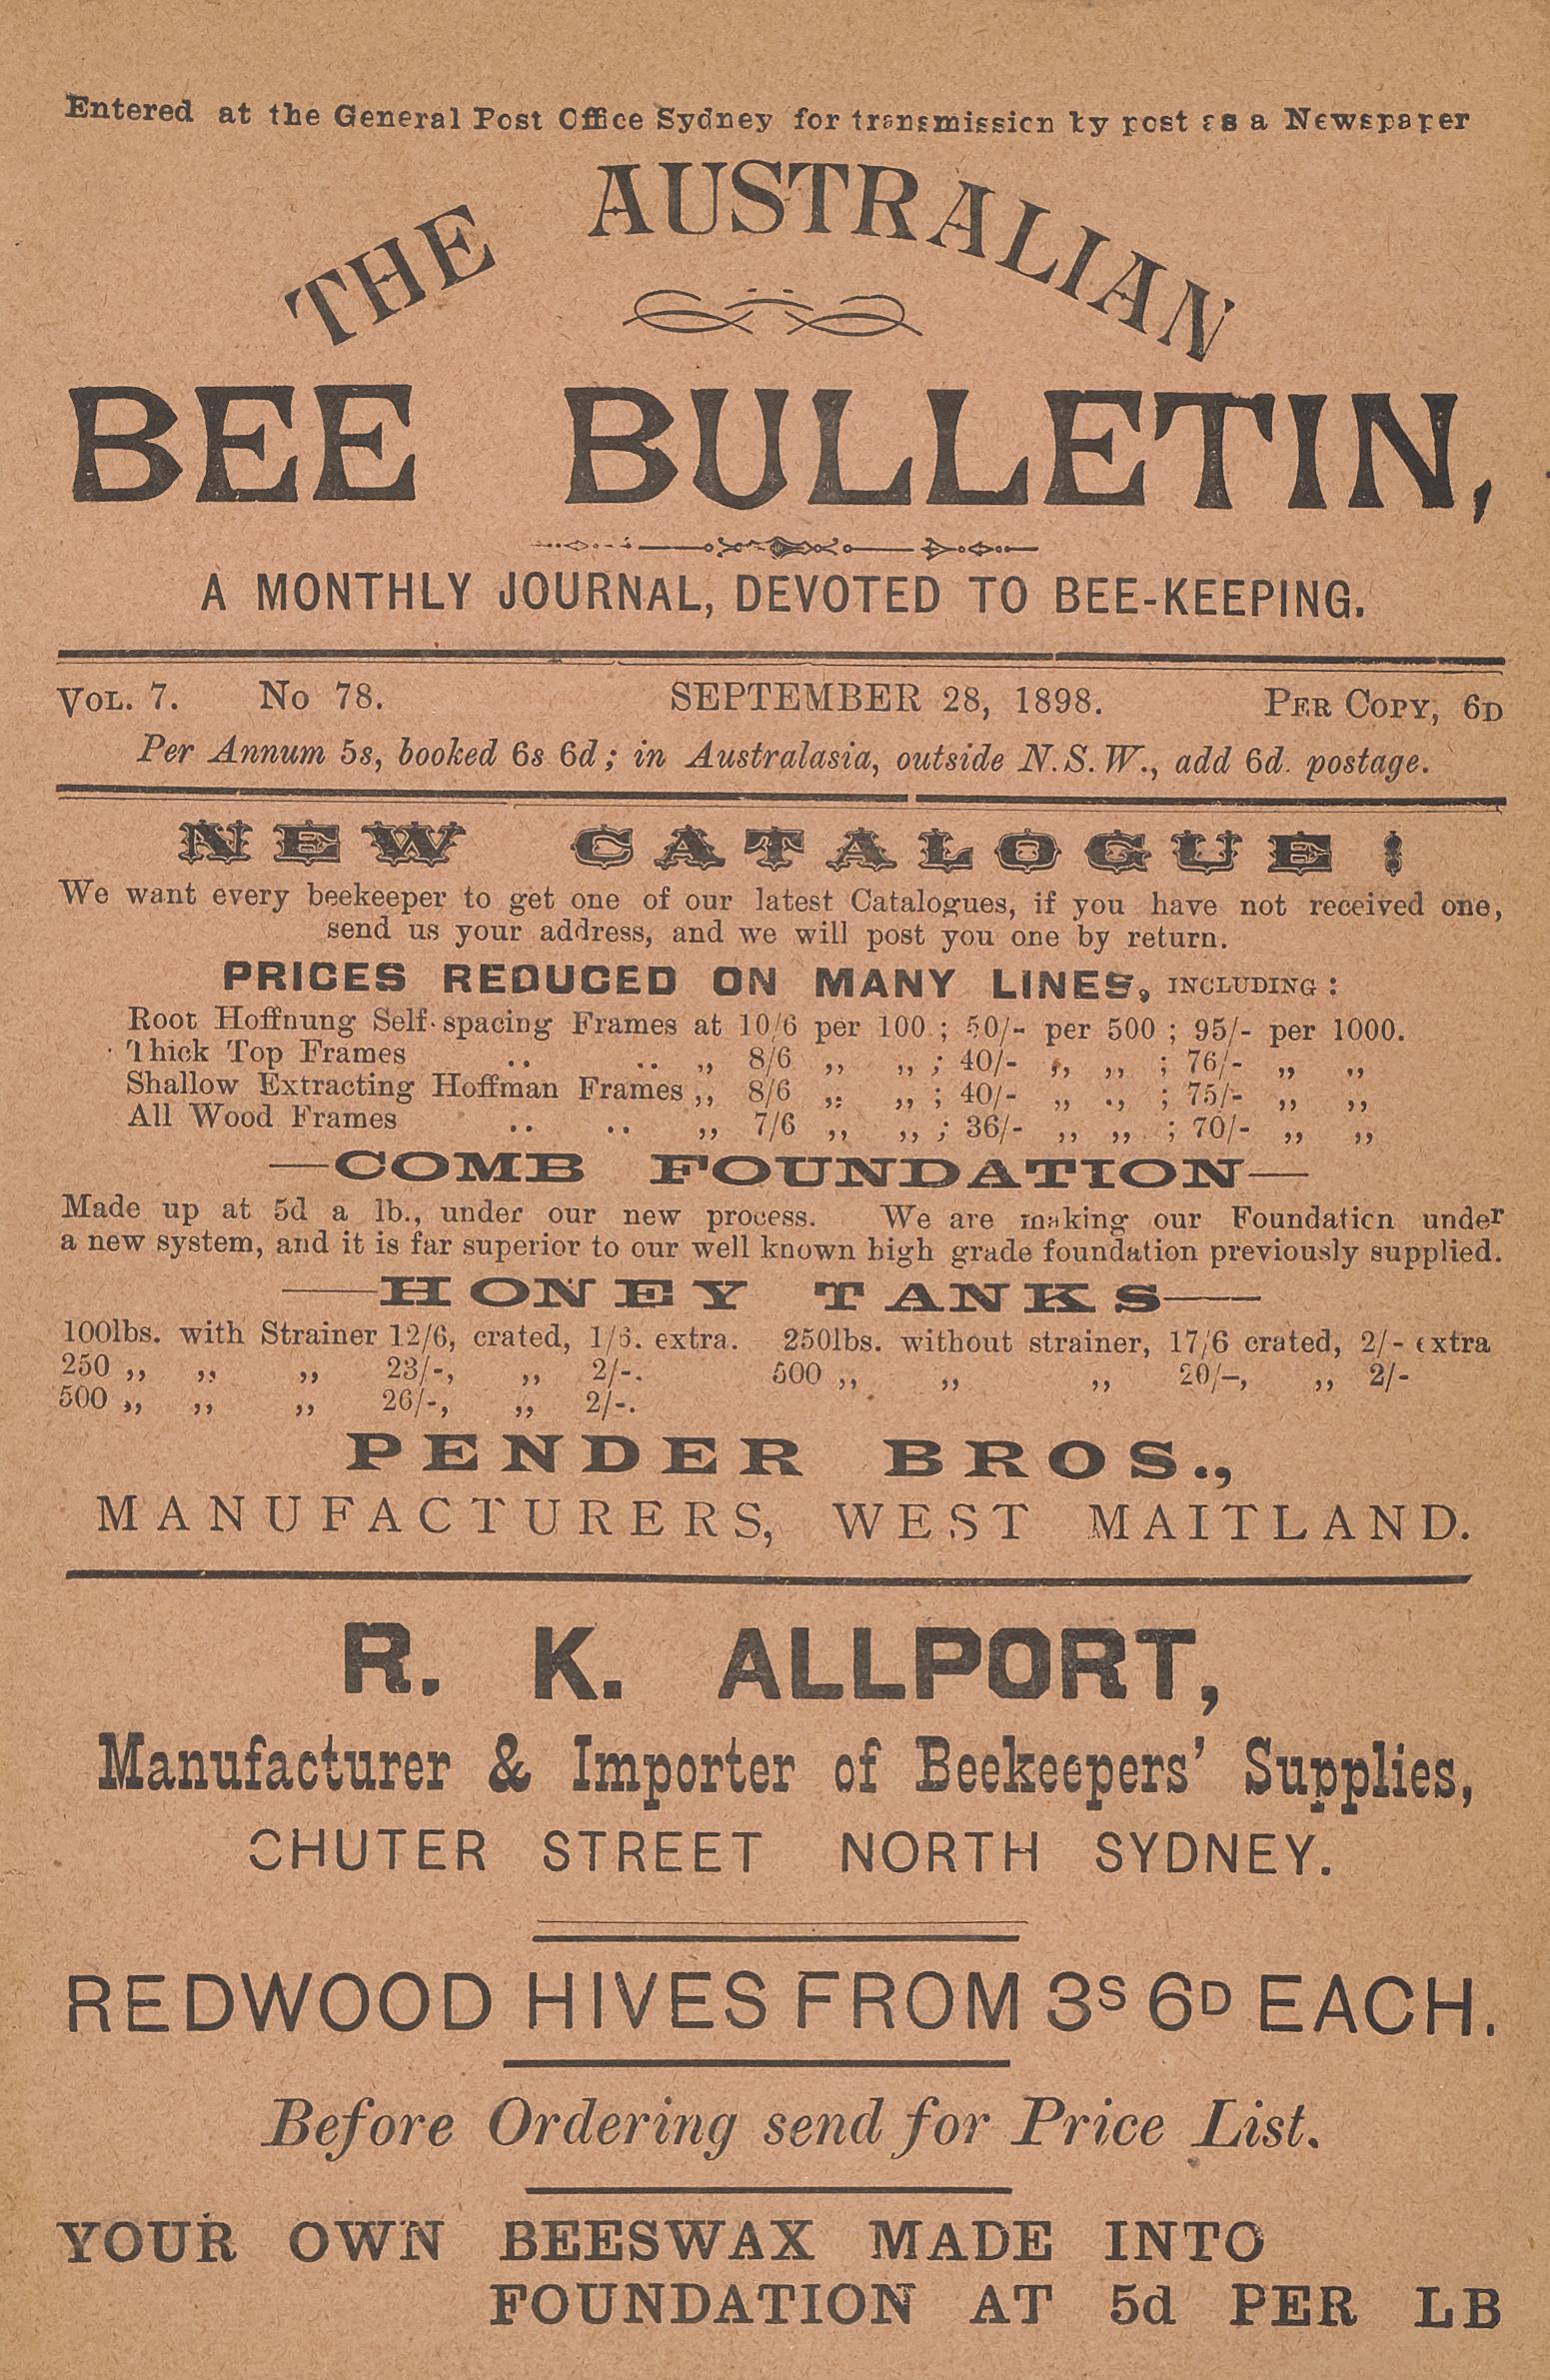 Entered at the General Post Office Sydney for transmission by post as a Newspaper
THE AUSTRALIAN
BEE BULLETIN,
A MONTHLY JOURNAL, DEVOTED TO BEE-KEEPING.
VOL. 7. No 78. SEPTEMBER 28, 1898. PER COPY, 6D
Per Annum 5s, booked 6s 6d; in Australasia, outside N.S.W., add 6d. postage.
NEW CATALOGUE!
We want every beekeeper to get one of our latest Catalogues, if you have not received one,
send us your address, and we will post you one by return.
PRICES REDUCED ON MANY LINES, INCLUDING:
Root Hoffnung Self-spacing Frames at 10/6 per 100; 50/- per 500; 95/- per 1000.
Thick Top Frames .. .. ,, 8/6 ,, ,, ; 40/- ,, ,, ; 76/- ,, ,,
Shallow Extracting Hoffman Frames ,, 8/6 ,, ,, ; 40/- ,, ,, ; 75/- ,, ,,
All Wood Frames .. .. ,, 7/6 ,, ,, ; 36/- ,, ,, ; 70/- ,, ,,
—COMB FOUNDATION—
Made up at 5d a lb., under our new process. We are making our Foundation under
a new system, and it is far superior to our well known high grade foundation previously supplied.
—HONEY TANKS—
100lbs. with Strainer 12/6, crated, 1/6. extra. 250lbs. without strainer, 17/6 crated, 2/- extra
250 ,, ,, ,, 23/-, ,, 2/-. 500 ,, ,, ,, 20/-, ,, 2/-
500 ,, ,, ,, 26/-, ,, 2/-.
PENDER BROS.,
MANUFACTURERS, WEST MAITLAND.
R. K. ALLPORT,
Manufacturer & Importer of Beekeepers' Supplies,
CHUTER STREET NORTH SYDNEY.
REDWOOD HIVES FROM 3S 6D EACH.
Before Ordering send for Price List.
YOUR OWN BEESWAX MADE INTO
FOUNDATION AT 5d PER LB